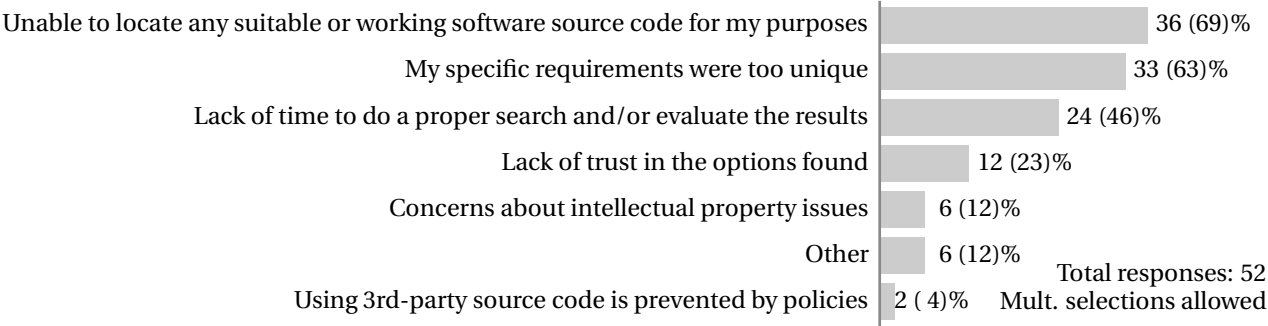 Unable to locate any suitable or working software source code for my purposes 36 (69)%
My specific requirements were too unique 33 (63)%
Lack of time to do a proper search and/or evaluate the results 24 (46)%
Lack of trust in the options found 12 (23)%
Concerns about intellectual property issues 6 (12)%
Other 6 (12)%
Total responses: 52
Using 3rd-party source code is prevented by policies 2 ( 4)%
Mult. selections allowed